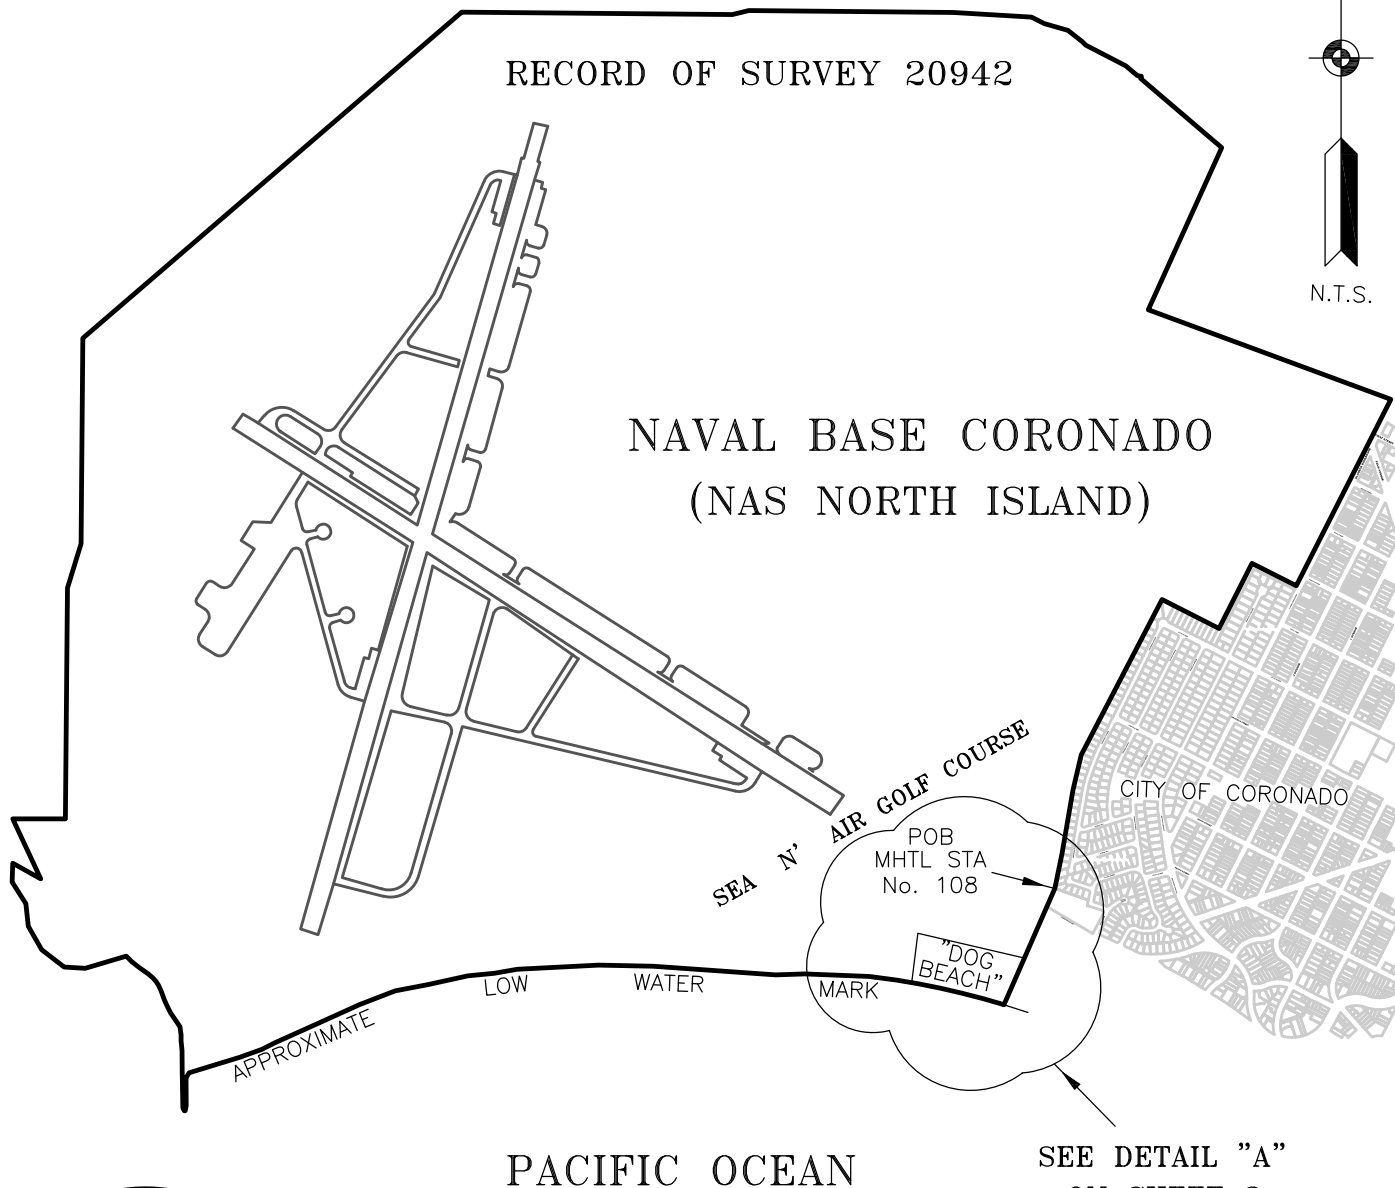 RECORD OF SURVEY 20942
N.T.S.
NAVAL BASE CORONADO
(NAS NORTH ISLAND)
SEA N' AIR GOLF COURSE
CITY OF CORONADO
POB
MHTL STA
No. 108
"DOG
BEACH"
APPROXIMATE LOW WATER MARK
PACIFIC OCEAN
SEE DETAIL "A"